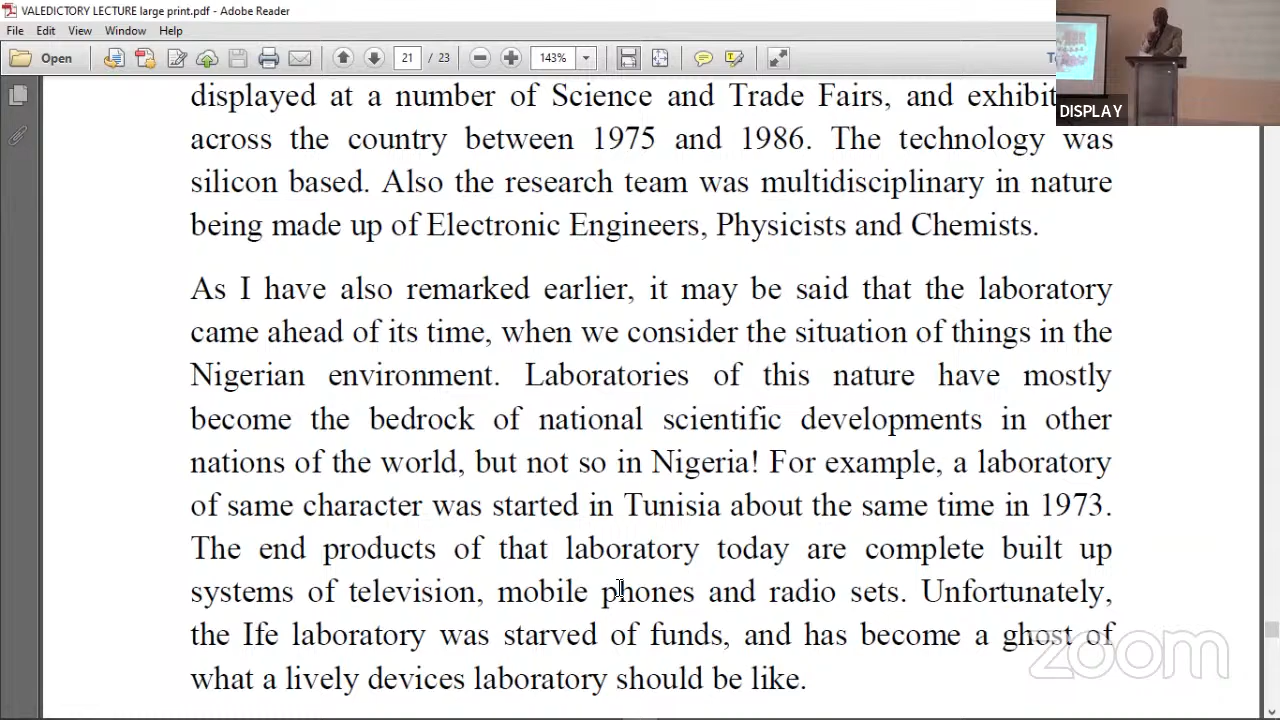 VALEDICTORY LECTURE large print.pdf - Adobe Reader
File Edit View Window Help
Open 21 / 23 143%
DISPLAY
displayed at a number of Science and Trade Fairs, and
across the country between 1975 and 1986. The technology was
silicon based. Also the research team was multidisciplinary in nature
being made up of Electronic Engineers, Physicists and Chemists.
As I have also remarked earlier, it may be said that the laboratory
came ahead of its time, when we consider the situation of things in the
Nigerian environment. Laboratories of this nature have mostly
become the bedrock of national scientific developments in other
nations of the world, but not so in Nigeria! For example, a laboratory
of same character was started in Tunisia about the same time in 1973.
The end products of that laboratory today are complete built up
systems of television, mobile phones and radio sets. Unfortunately,
the Ife laboratory was starved of funds, and has become a ghost of
what a lively devices laboratory should be like.
zoom